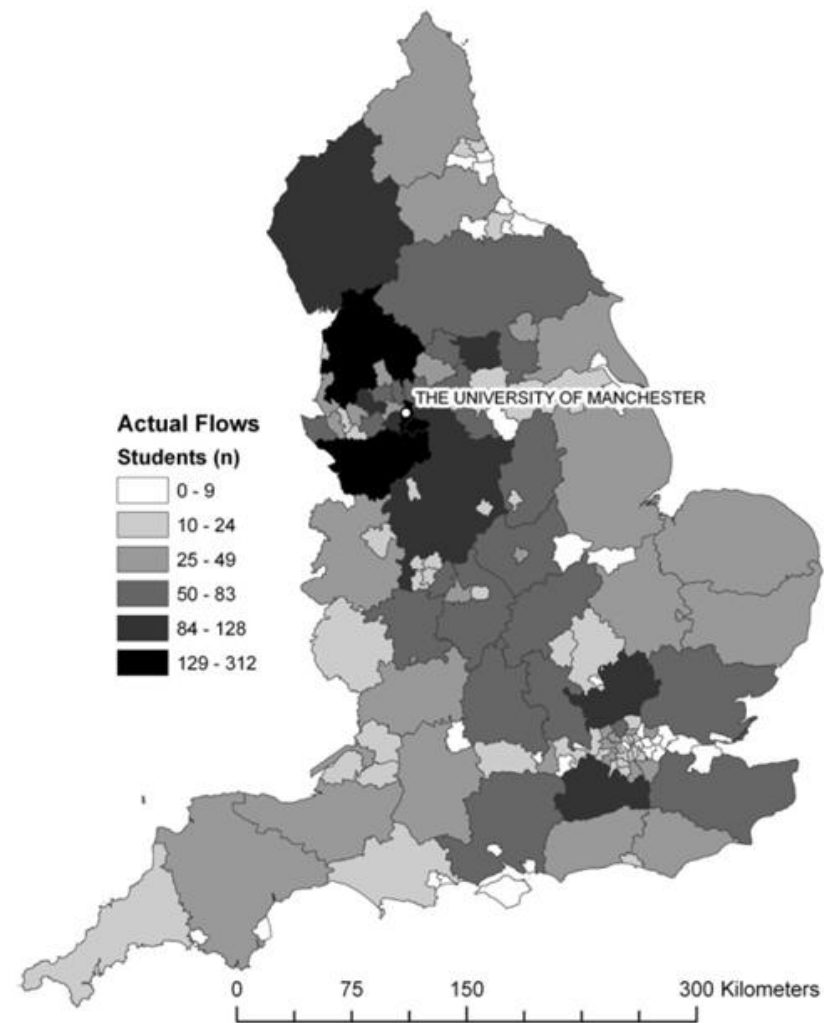 THE UNIVERSITY OF MANCHESTER
Actual Flows
Students (n)
0 - 9
10 - 24
25 - 49
50 - 83
84 - 128
129 - 312
0 75 150 300 Kilometers